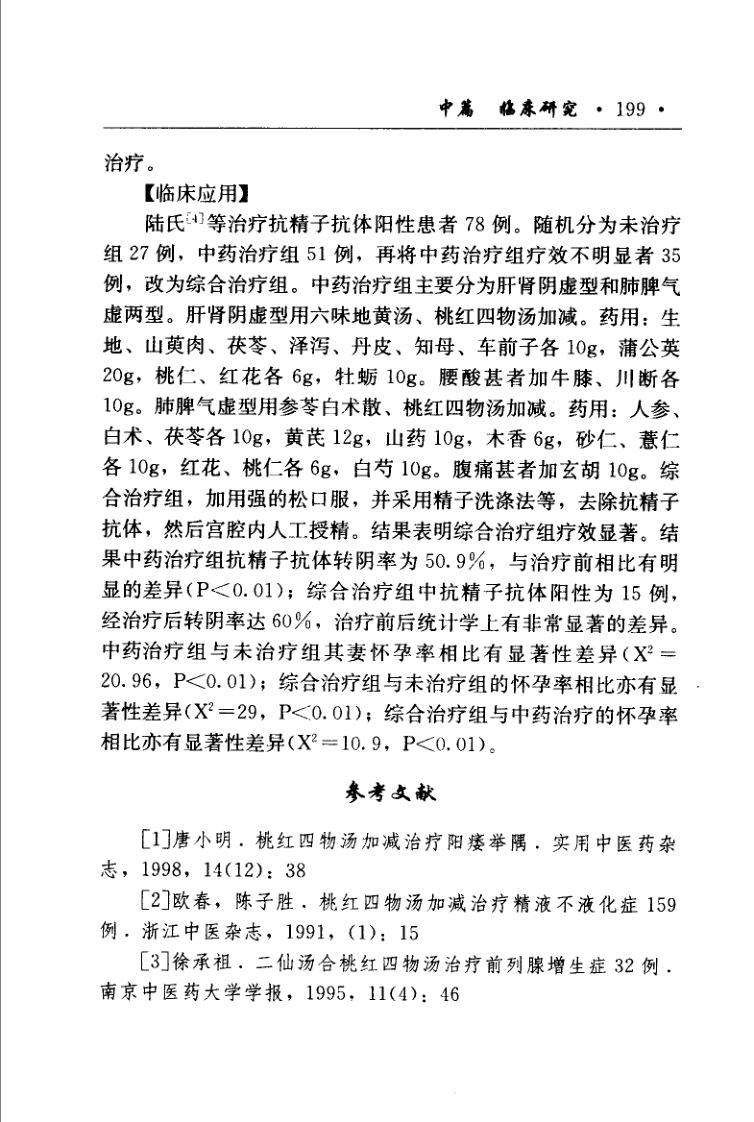 中篇 临床研究 · 199 ·
治疗。
【临床应用】
陆氏[4]等治疗抗精子抗体阳性患者 78 例。随机分为未治疗
组 27 例，中药治疗组 51 例，再将中药治疗组疗效不明显者 35
例，改为综合治疗组。中药治疗组主要分为肝肾阴虚型和肺脾气
虚两型。肝肾阴虚型用六味地黄汤、桃红四物汤加减。药用：生
地、山萸肉、茯苓、泽泻、丹皮、知母、车前子各 10g，蒲公英
20g，桃仁、红花各 6g，牡蛎 10g。腰酸甚者加牛膝、川断各
10g。肺脾气虚型用参苓白术散、桃红四物汤加减。药用：人参、
白术、茯苓各 10g，黄芪 12g，山药 10g，木香 6g，砂仁、薏仁
各 10g，红花、桃仁各 6g，白芍 10g。腹痛甚者加玄胡 10g。综
合治疗组，加用强的松口服，并采用精子洗涤法等，去除抗精子
抗体，然后宫腔内人工授精。结果表明综合治疗组疗效显著。结
果中药治疗组抗精子抗体转阴率为 50.9%，与治疗前相比有明
显的差异(P<0.01)；综合治疗组中抗精子抗体阳性为 15 例，
经治疗后转阴率达 60%，治疗前后统计学上有非常显著的差异。
中药治疗组与未治疗组其妻怀孕率相比有显著性差异(X²＝
20.96，P<0.01)；综合治疗组与未治疗组的怀孕率相比亦有显
著性差异(X²＝29，P<0.01)；综合治疗组与中药治疗的怀孕率
相比亦有显著性差异(X²＝10.9，P<0.01)。
参考文献
[1]唐小明．桃红四物汤加减治疗阳痿举隅．实用中医药杂
志，1998，14(12)：38
[2]欧春，陈子胜．桃红四物汤加减治疗精液不液化症 159
例．浙江中医杂志，1991，(1)：15
[3]徐承祖．二仙汤合桃红四物汤治疗前列腺增生症 32 例．
南京中医药大学学报，1995，11(4)：46